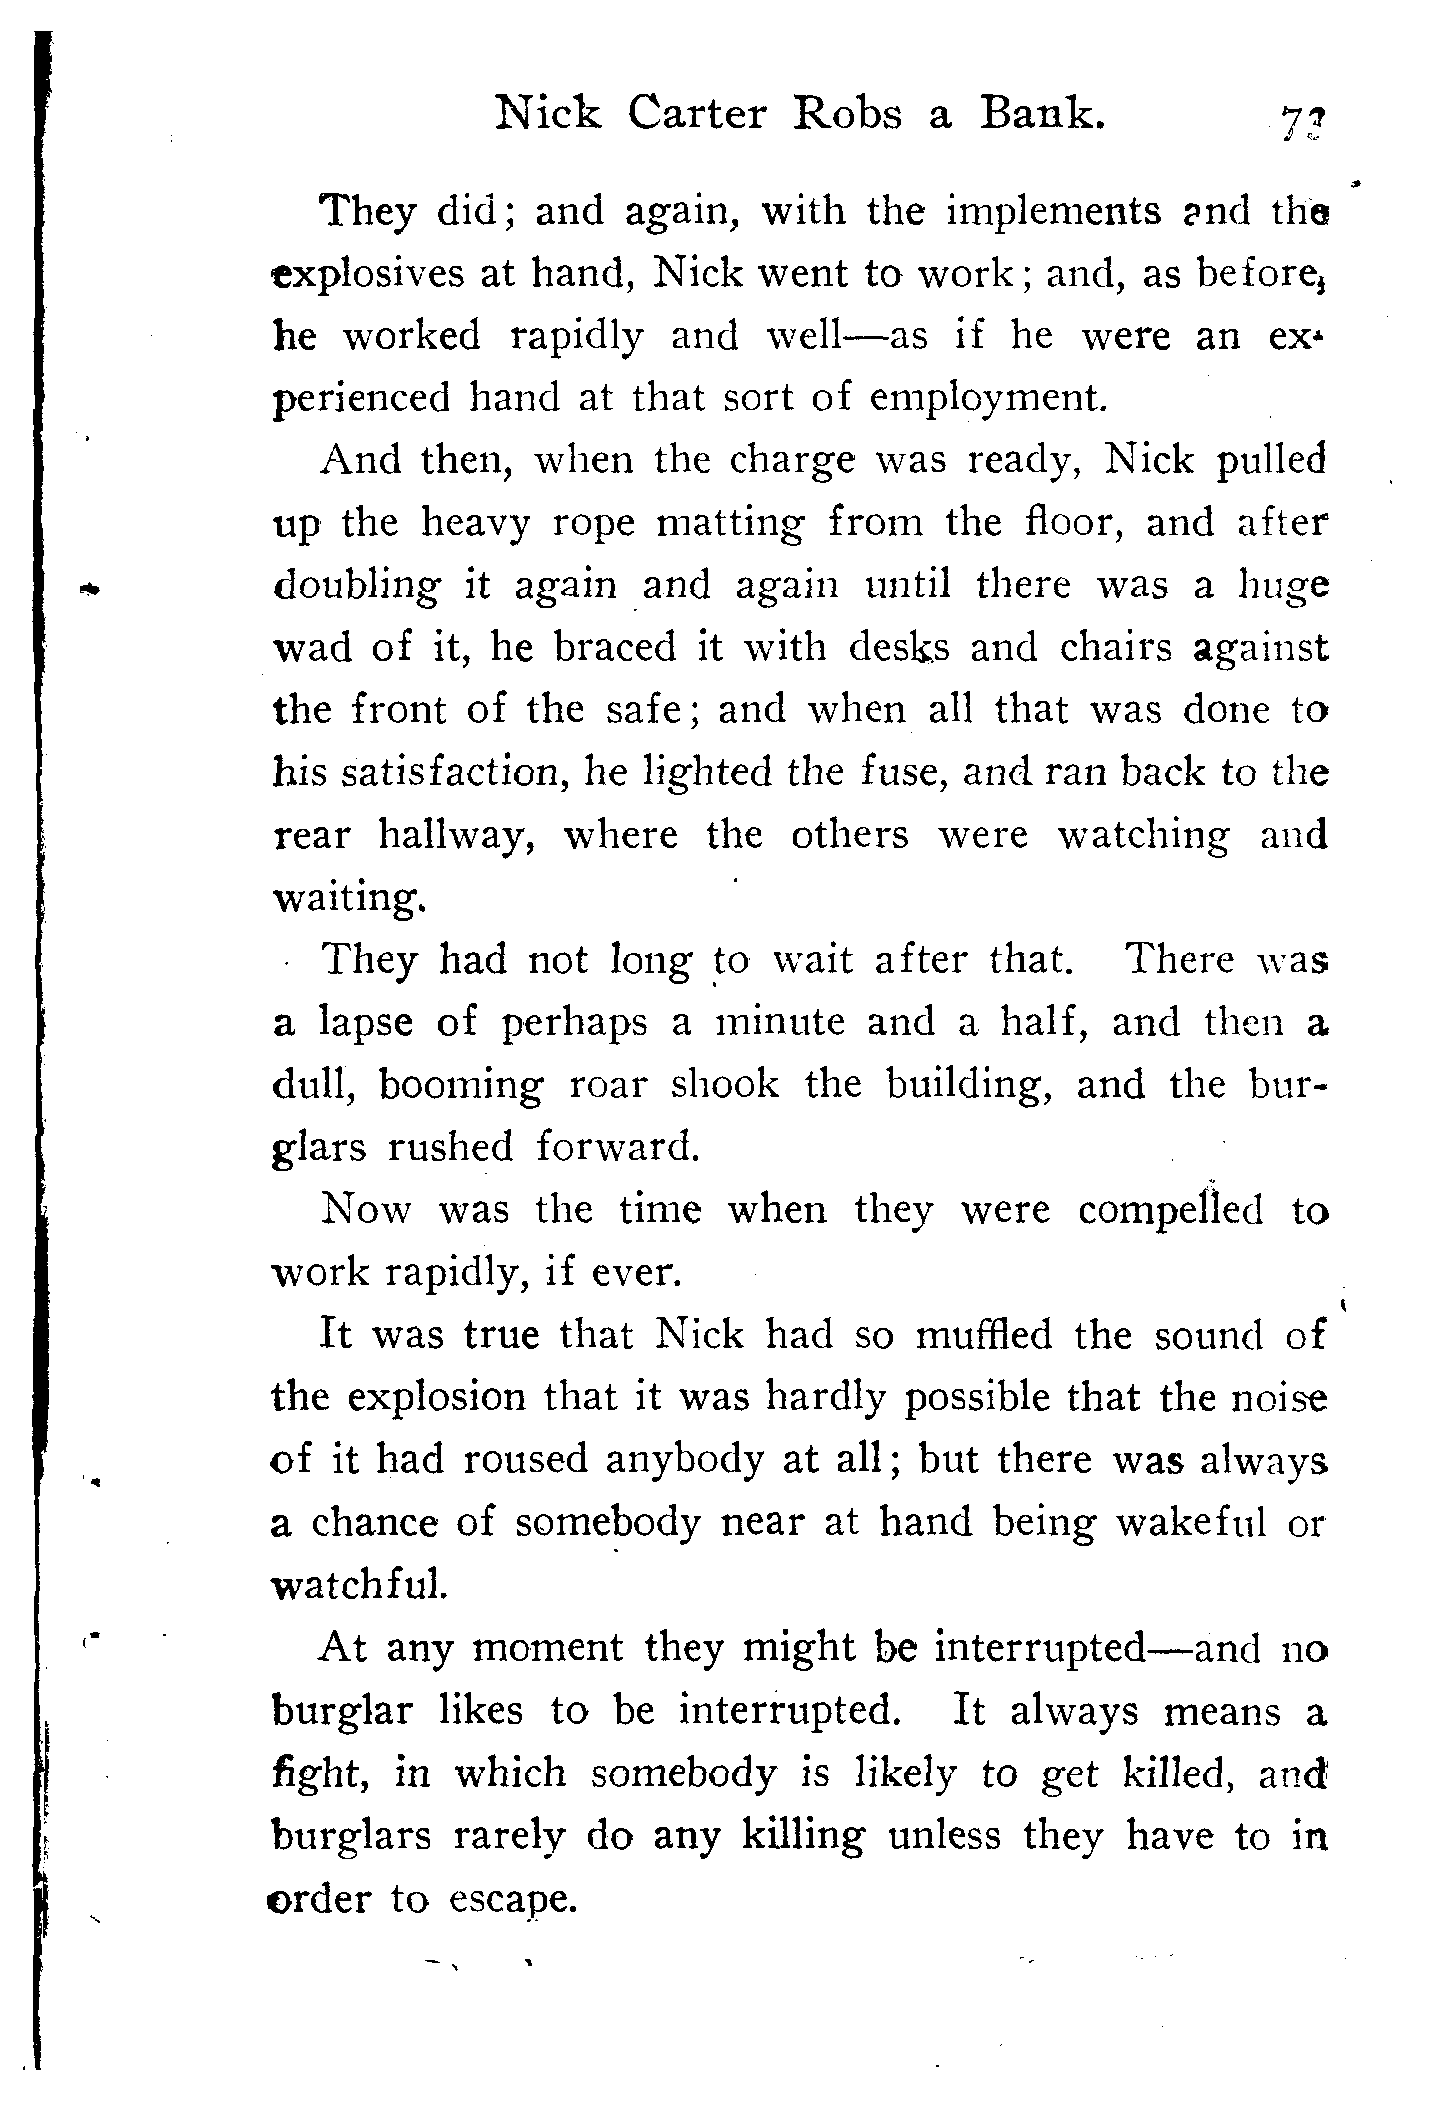 Nick Carter Robs a Bank. 73
They did; and again, with the implements and the
explosives at hand, Nick went to work; and, as before,
he worked rapidly and well—as if he were an ex-
perienced hand at that sort of employment.
And then, when the charge was ready, Nick pulled
up the heavy rope matting from the floor, and after
doubling it again and again until there was a huge
wad of it, he braced it with desks and chairs against
the front of the safe; and when all that was done to
his satisfaction, he lighted the fuse, and ran back to the
rear hallway, where the others were watching and
waiting.
They had not long to wait after that. There was
a lapse of perhaps a minute and a half, and then a
dull, booming roar shook the building, and the bur-
glars rushed forward.
Now was the time when they were compelled to
work rapidly, if ever.
It was true that Nick had so muffled the sound of
the explosion that it was hardly possible that the noise
of it had roused anybody at all; but there was always
a chance of somebody near at hand being wakeful or
watchful.
At any moment they might be interrupted—and no
burglar likes to be interrupted. It always means a
fight, in which somebody is likely to get killed, and
burglars rarely do any killing unless they have to in
order to escape.